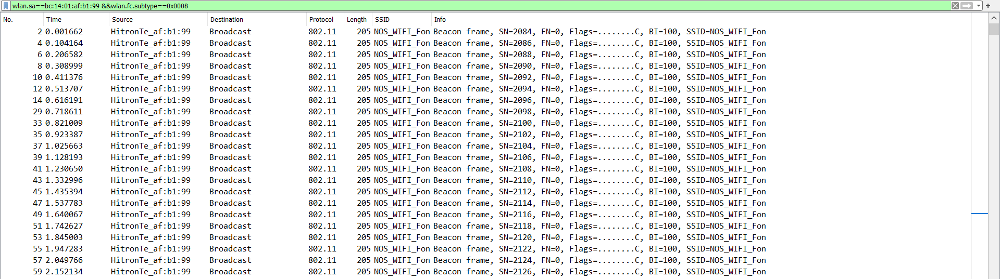 wlan.sa==bc:14:01:af:b1:99 &&wlan.fc.subtype==0x0008
No. Time Source Destination Protocol Length SSID Info
2 0.001662 HitronTe_af:b1:99 Broadcast 802.11 205 NOS_WIFI_Fon Beacon frame, SN=2084, FN=0, Flags=........C, BI=100, SSID=NOS_WIFI_Fon
4 0.104164 HitronTe_af:b1:99 Broadcast 802.11 205 NOS_WIFI_Fon Beacon frame, SN=2086, FN=0, Flags=........C, BI=100, SSID=NOS_WIFI_Fon
6 0.206582 HitronTe_af:b1:99 Broadcast 802.11 205 NOS_WIFI_Fon Beacon frame, SN=2088, FN=0, Flags=........C, BI=100, SSID=NOS_WIFI_Fon
8 0.308999 HitronTe_af:b1:99 Broadcast 802.11 205 NOS_WIFI_Fon Beacon frame, SN=2090, FN=0, Flags=........C, BI=100, SSID=NOS_WIFI_Fon
10 0.411376 HitronTe_af:b1:99 Broadcast 802.11 205 NOS_WIFI_Fon Beacon frame, SN=2092, FN=0, Flags=........C, BI=100, SSID=NOS_WIFI_Fon
12 0.513707 HitronTe_af:b1:99 Broadcast 802.11 205 NOS_WIFI_Fon Beacon frame, SN=2094, FN=0, Flags=........C, BI=100, SSID=NOS_WIFI_Fon
14 0.616191 HitronTe_af:b1:99 Broadcast 802.11 205 NOS_WIFI_Fon Beacon frame, SN=2096, FN=0, Flags=........C, BI=100, SSID=NOS_WIFI_Fon
29 0.718611 HitronTe_af:b1:99 Broadcast 802.11 205 NOS_WIFI_Fon Beacon frame, SN=2098, FN=0, Flags=........C, BI=100, SSID=NOS_WIFI_Fon
33 0.821009 HitronTe_af:b1:99 Broadcast 802.11 205 NOS_WIFI_Fon Beacon frame, SN=2100, FN=0, Flags=........C, BI=100, SSID=NOS_WIFI_Fon
35 0.923387 HitronTe_af:b1:99 Broadcast 802.11 205 NOS_WIFI_Fon Beacon frame, SN=2102, FN=0, Flags=........C, BI=100, SSID=NOS_WIFI_Fon
37 1.025663 HitronTe_af:b1:99 Broadcast 802.11 205 NOS_WIFI_Fon Beacon frame, SN=2104, FN=0, Flags=........C, BI=100, SSID=NOS_WIFI_Fon
39 1.128193 HitronTe_af:b1:99 Broadcast 802.11 205 NOS_WIFI_Fon Beacon frame, SN=2106, FN=0, Flags=........C, BI=100, SSID=NOS_WIFI_Fon
41 1.230650 HitronTe_af:b1:99 Broadcast 802.11 205 NOS_WIFI_Fon Beacon frame, SN=2108, FN=0, Flags=........C, BI=100, SSID=NOS_WIFI_Fon
43 1.332996 HitronTe_af:b1:99 Broadcast 802.11 205 NOS_WIFI_Fon Beacon frame, SN=2110, FN=0, Flags=........C, BI=100, SSID=NOS_WIFI_Fon
45 1.435394 HitronTe_af:b1:99 Broadcast 802.11 205 NOS_WIFI_Fon Beacon frame, SN=2112, FN=0, Flags=........C, BI=100, SSID=NOS_WIFI_Fon
47 1.537783 HitronTe_af:b1:99 Broadcast 802.11 205 NOS_WIFI_Fon Beacon frame, SN=2114, FN=0, Flags=........C, BI=100, SSID=NOS_WIFI_Fon
49 1.640067 HitronTe_af:b1:99 Broadcast 802.11 205 NOS_WIFI_Fon Beacon frame, SN=2116, FN=0, Flags=........C, BI=100, SSID=NOS_WIFI_Fon
51 1.742627 HitronTe_af:b1:99 Broadcast 802.11 205 NOS_WIFI_Fon Beacon frame, SN=2118, FN=0, Flags=........C, BI=100, SSID=NOS_WIFI_Fon
53 1.845003 HitronTe_af:b1:99 Broadcast 802.11 205 NOS_WIFI_Fon Beacon frame, SN=2120, FN=0, Flags=........C, BI=100, SSID=NOS_WIFI_Fon
55 1.947283 HitronTe_af:b1:99 Broadcast 802.11 205 NOS_WIFI_Fon Beacon frame, SN=2122, FN=0, Flags=........C, BI=100, SSID=NOS_WIFI_Fon
57 2.049766 HitronTe_af:b1:99 Broadcast 802.11 205 NOS_WIFI_Fon Beacon frame, SN=2124, FN=0, Flags=........C, BI=100, SSID=NOS_WIFI_Fon
59 2.152134 HitronTe_af:b1:99 Broadcast 802.11 205 NOS_WIFI_Fon Beacon frame, SN=2126, FN=0, Flags=........C, BI=100, SSID=NOS_WIFI_Fon